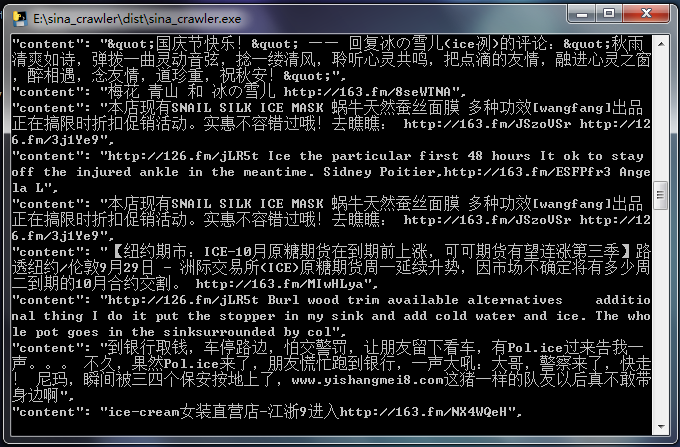 E:\sina_crawler\dist\sina_crawler.exe
"content": "&quot;国庆节快乐! &quot; —— 回复冰の雪儿(ice冽)的评论: &quot;秋雨
清爽如诗, 弹拨一曲灵动音弦, 捻一缕清风, 聆听心灵共鸣, 把点滴的友情, 融进心灵之窗
, 醉相遇, 念友情, 道珍重, 祝秋安! &quot;",
"content": "梅花 青山 和 冰の雪儿 http://163.fm/8seWTNA",
"content": "本店现有SNAIL SILK ICE MASK 蜗牛天然蚕丝面膜 多种功效[wangfang]出品
正在搞限时折扣促销活动。实惠不容错过哦! 去瞧瞧: http://163.fm/JSzoVSr http://12
6.fm/3j1Ye9",
"content": "http://126.fm/jLR5t Ice the particular first 48 hours It ok to stay
off the injured ankle in the meantime. Sidney Poitier,http://163.fm/ESFPfr3 Ange
la L",
"content": "本店现有SNAIL SILK ICE MASK 蜗牛天然蚕丝面膜 多种功效[wangfang]出品
正在搞限时折扣促销活动。实惠不容错过哦! 去瞧瞧: http://163.fm/JSzoVSr http://12
6.fm/3j1Ye9",
"content": "【纽约期市: ICE-10月原糖期货在到期前上涨, 可可期货有望连涨第三季】路
透纽约/伦敦9月29日 - 洲际交易所(ICE)原糖期货周一延续升势, 因市场不确定将有多少周
二到期的10月合约交割。 http://163.fm/MIwHLya",
"content": "http://126.fm/jLR5t Burl wood trim available alternatives    additio
nal thing I do it put the stopper in my sink and add cold water and ice. The who
le pot goes in the sinksurrounded by col",
"content": "到银行取钱, 车停路边, 怕交警罚, 让朋友留下看车, 有Pol.ice过来告我一
声。。。 不久, 果然Pol.ice来了, 朋友慌忙跑到银行, 一声大吼: 大哥, 警察来了, 快走
! 尼玛, 瞬间被三四个保安按地上了, www.yishangmei8.com这猪一样的队友以后真不敢带
身边啊",
"content": "ice-cream女装直营店-江浙9进入http://163.fm/NX4WQeH",